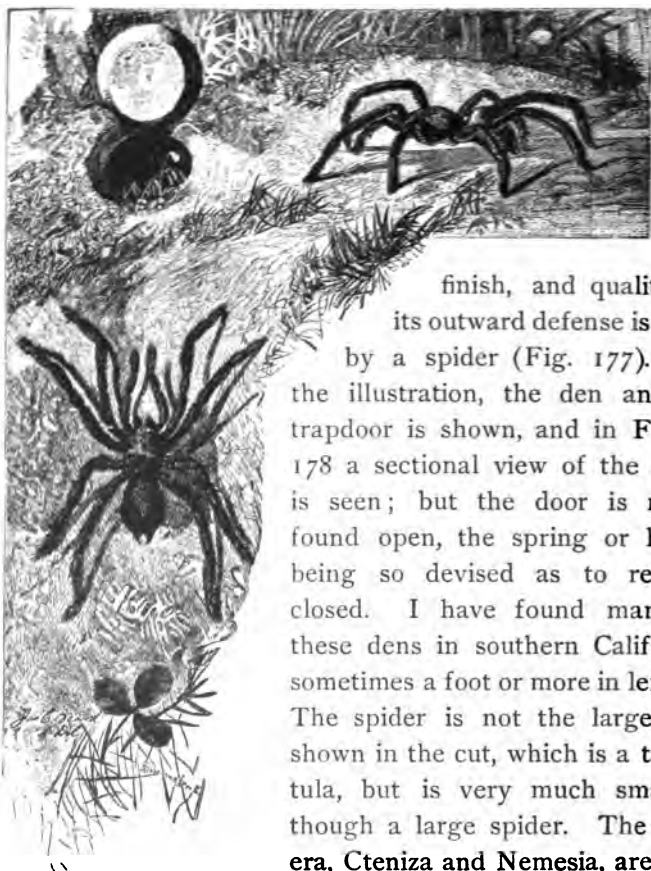 finish, and qualit
its outward defense is
by a spider (Fig. 177).
the illustration, the den an
trapdoor is shown, and in F
178 a sectional view of the
is seen; but the door is r
found open, the spring or l
being so devised as to re
closed. I have found mar
these dens in southern Calif
sometimes a foot or more in le
The spider is not the large
shown in the cut, which is a t
tula, but is very much sma
though a large spider. The
era, Cteniza and Nemesia, are